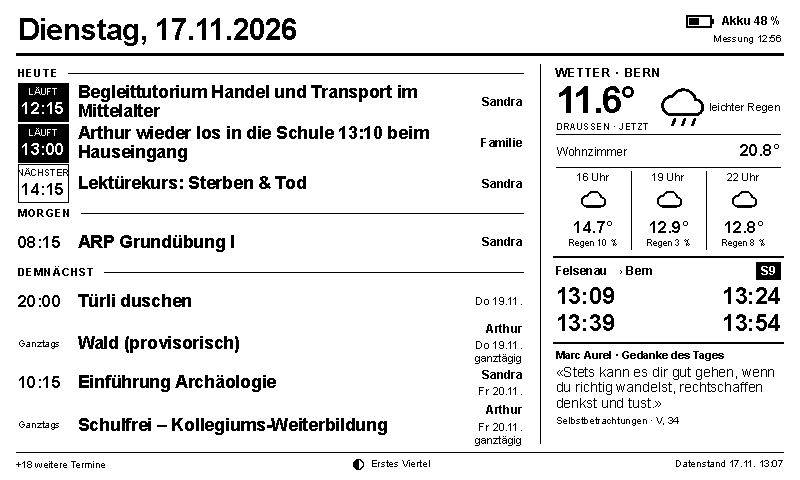 Dienstag, 17.11.2026
Akku 48 %
Messung 12:56
HEUTE
LÄUFT
12:15
Begleittutorium Handel und Transport im
Mittelalter
Sandra
LÄUFT
13:00
Arthur wieder los in die Schule 13:10 beim
Hauseingang
Familie
NÄCHSTER
14:15
Lektürekurs: Sterben & Tod
Sandra
MORGEN
08:15
ARP Grundübung I
Sandra
DEMNÄCHST
20:00
Türli duschen
Do 19.11.
Ganztags
Wald (provisorisch)
Arthur
Do 19.11.
ganztägig
10:15
Einführung Archäologie
Sandra
Fr 20.11.
Ganztags
Schulfrei – Kollegiums-Weiterbildung
Arthur
Fr 20.11.
ganztägig
WETTER · BERN
11.6°
leichter Regen
DRAUSSEN · JETZT
Wohnzimmer 20.8°
16 Uhr 19 Uhr 22 Uhr
14.7° 12.9° 12.8°
Regen 10 % Regen 3 % Regen 8 %
Felsenau › Bern S9
13:09 13:24
13:39 13:54
Marc Aurel · Gedanke des Tages
«Stets kann es dir gut gehen, wenn
du richtig wandelst, rechtschaffen
denkst und tust.»
Selbstbetrachtungen · V, 34
+18 weitere Termine
Erstes Viertel
Datenstand 17.11. 13:07